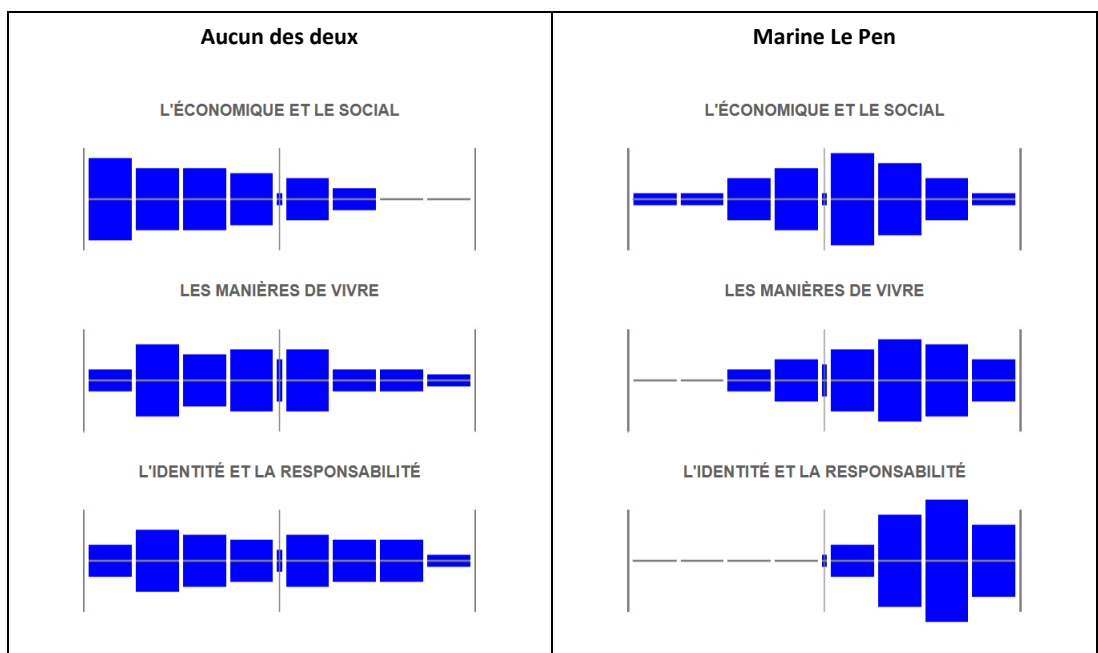 Aucun des deux
L'ÉCONOMIQUE ET LE SOCIAL
LES MANIÈRES DE VIVRE
L'IDENTITÉ ET LA RESPONSABILITÉ
Marine Le Pen
L'ÉCONOMIQUE ET LE SOCIAL
LES MANIÈRES DE VIVRE
L'IDENTITÉ ET LA RESPONSABILITÉ